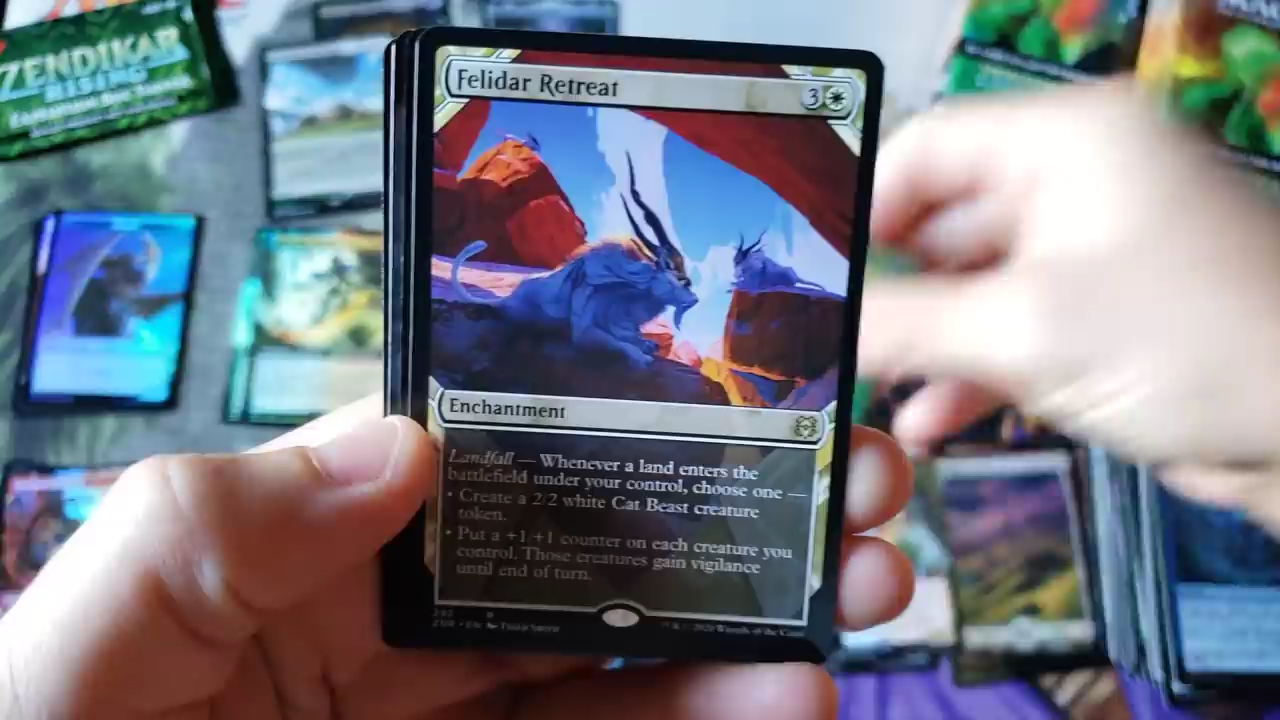 ZENDIKAR
RISING
Felidar Retreat
3
Enchantment
Landfall — Whenever a land enters the
battlefield under your control, choose one —
• Create a 2/2 white Cat Beast creature
token.
• Put a +1/+1 counter on each creature you
control. Those creatures gain vigilance
until end of turn.